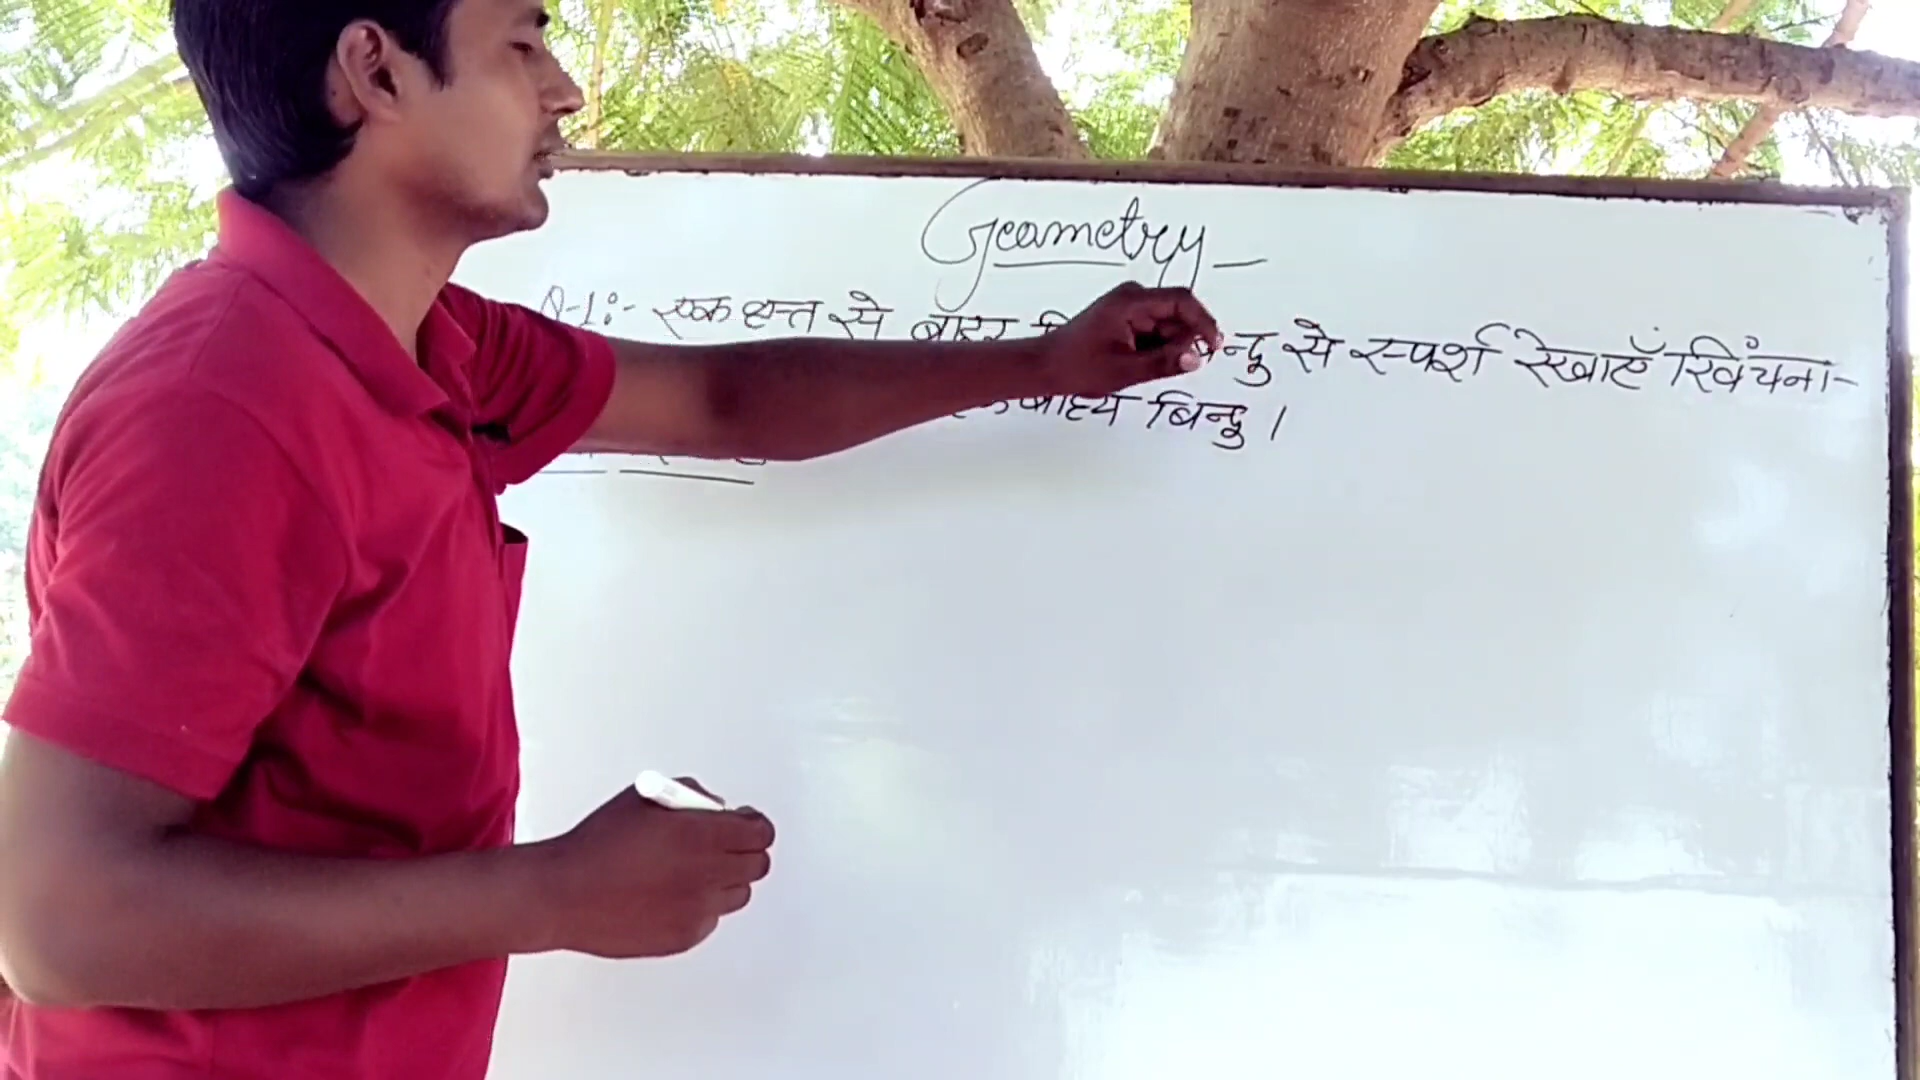 Geometry
Q-1:- एक वृत्त से बाहर बिन्दु से स्पर्श रेखाएँ खिंचना-
बाह्य बिन्दु ।